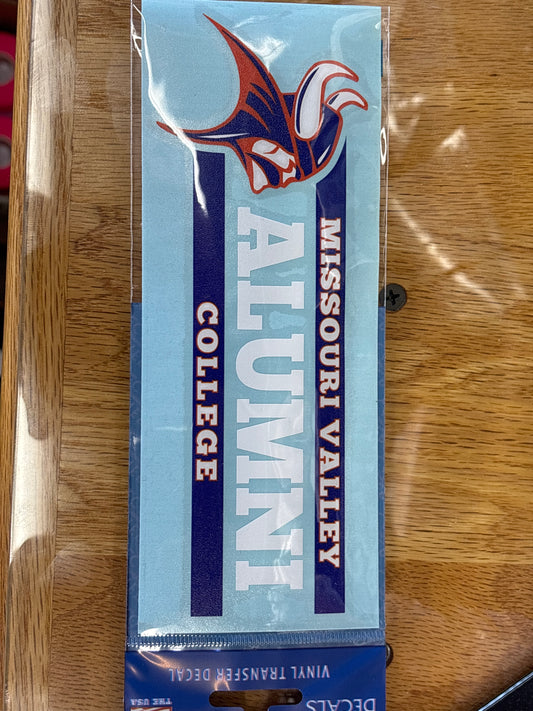 MISSOURI VALLEY
ALUMNI
COLLEGE
DECALS
VINYL TRANSFER DECAL
THE USA